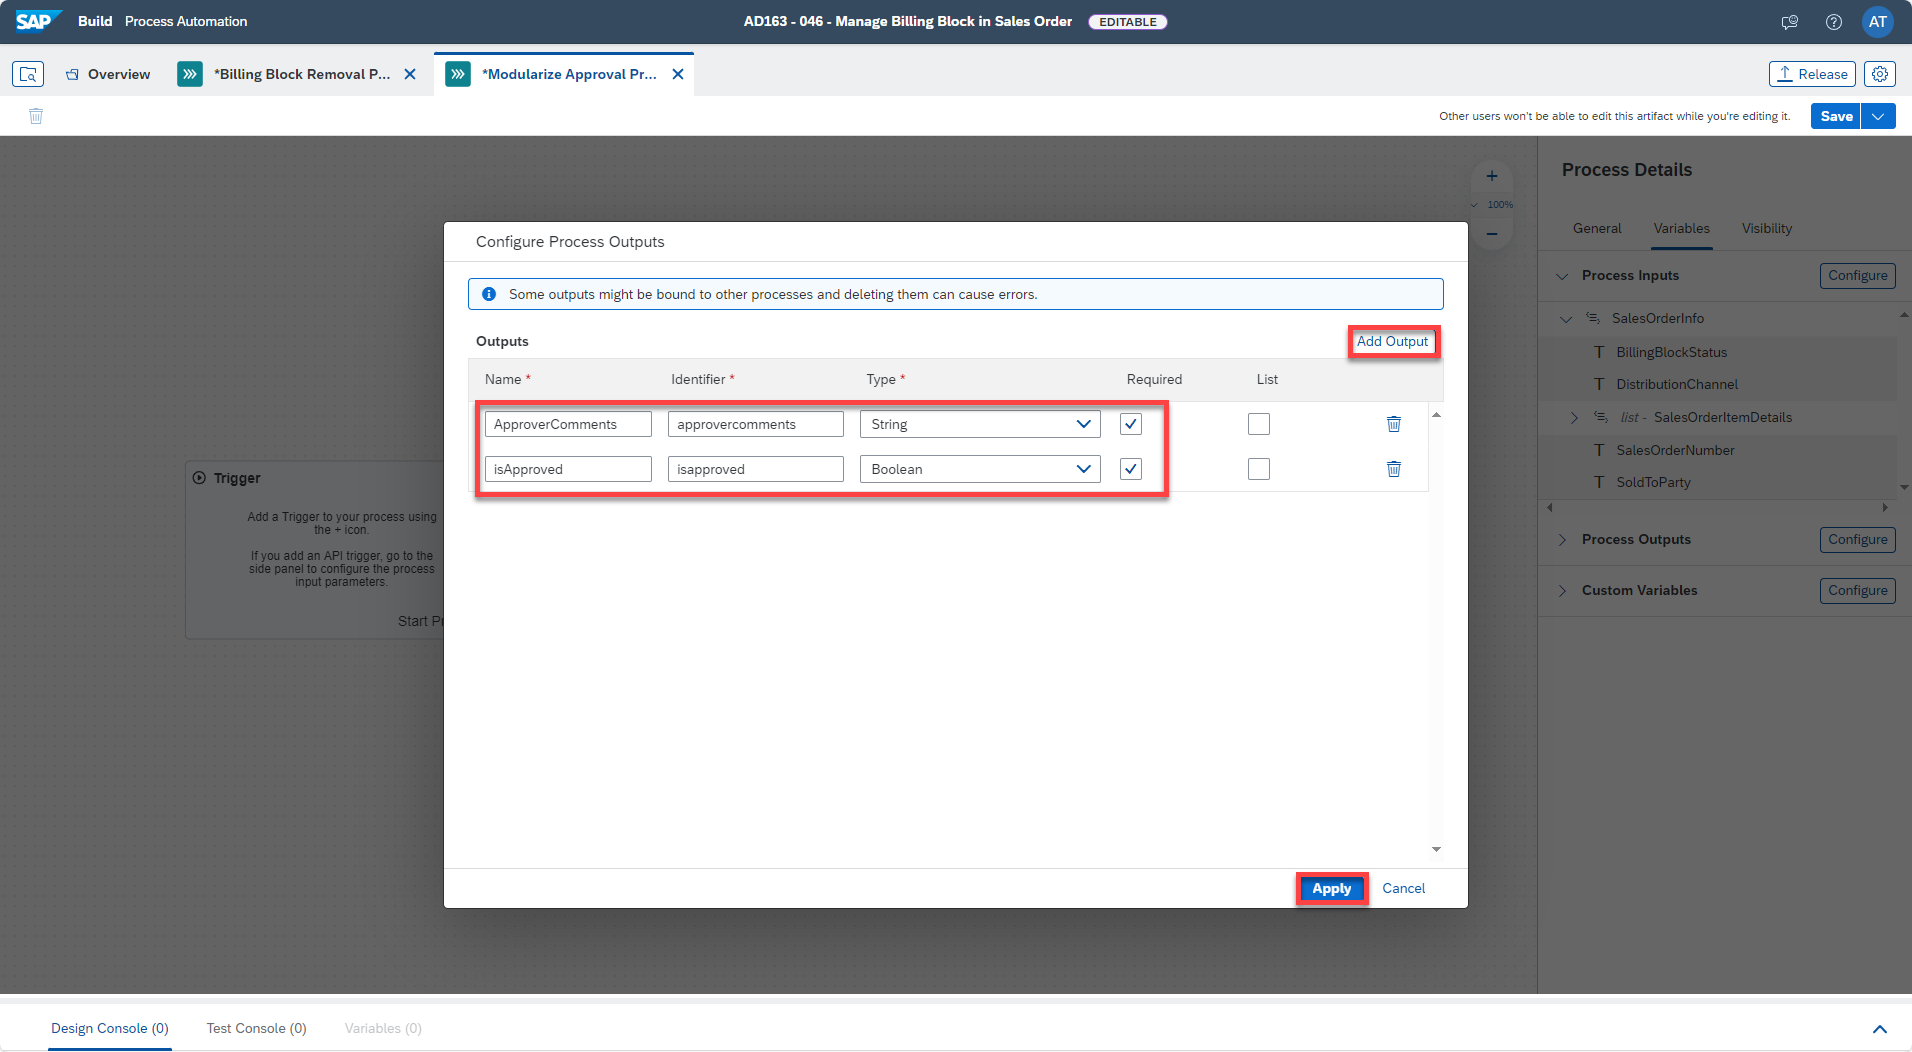 SAP Build Process Automation
AD163 - 046 - Manage Billing Block in Sales Order EDITABLE
AT
Overview
*Billing Block Removal P...
*Modularize Approval Pr...
Release
Other users won't be able to edit this artifact while you're editing it.
Save
100%
Trigger
Add a Trigger to your process using
the + icon.
If you add an API trigger, go to the
side panel to configure the process
input parameters.
Start Pr
Configure Process Outputs
Some outputs might be bound to other processes and deleting them can cause errors.
Outputs
Add Output
Name * Identifier * Type * Required List
ApproverComments approvercomments String
isApproved isapproved Boolean
Apply Cancel
Process Details
General Variables Visibility
Process Inputs Configure
SalesOrderInfo
T BillingBlockStatus
T DistributionChannel
list - SalesOrderItemDetails
T SalesOrderNumber
T SoldToParty
Process Outputs Configure
Custom Variables Configure
Design Console (0) Test Console (0) Variables (0)